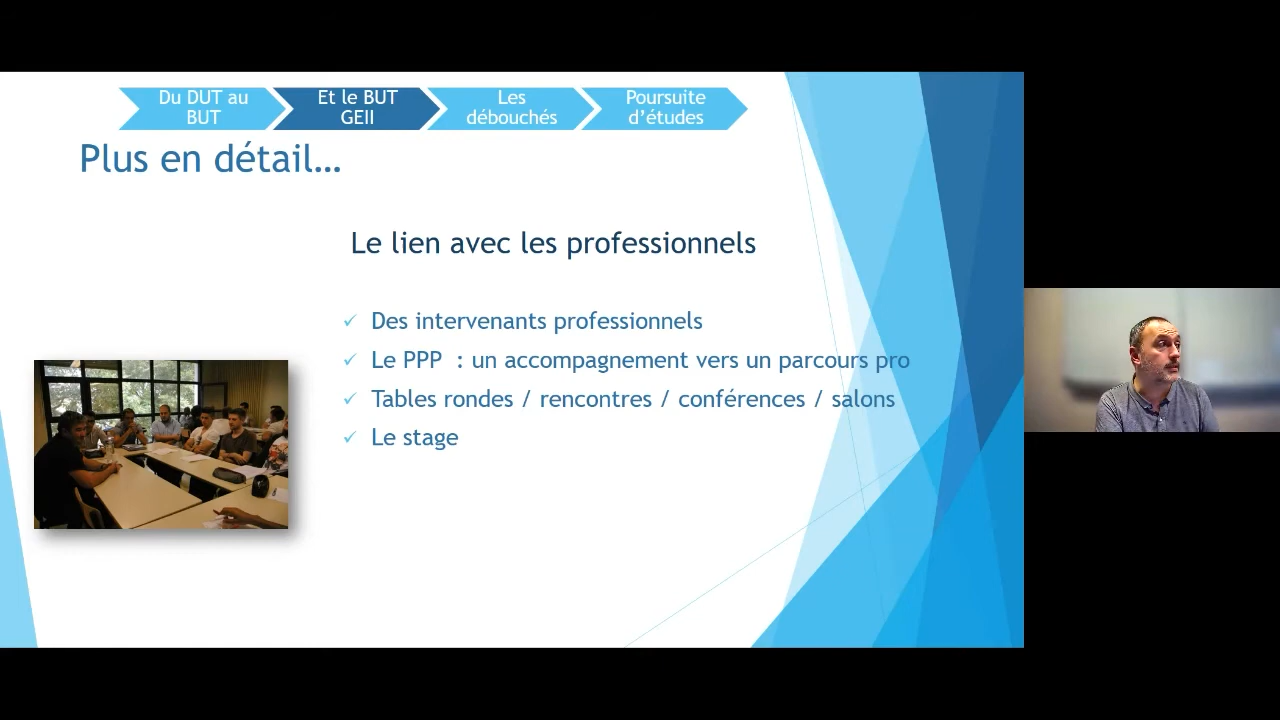 Du DUT au
BUT
Et le BUT
GEII
Les
débouchés
Poursuite
d'études
Plus en détail...
Le lien avec les professionnels
✓ Des intervenants professionnels
✓ Le PPP : un accompagnement vers un parcours pro
✓ Tables rondes / rencontres / conférences / salons
✓ Le stage